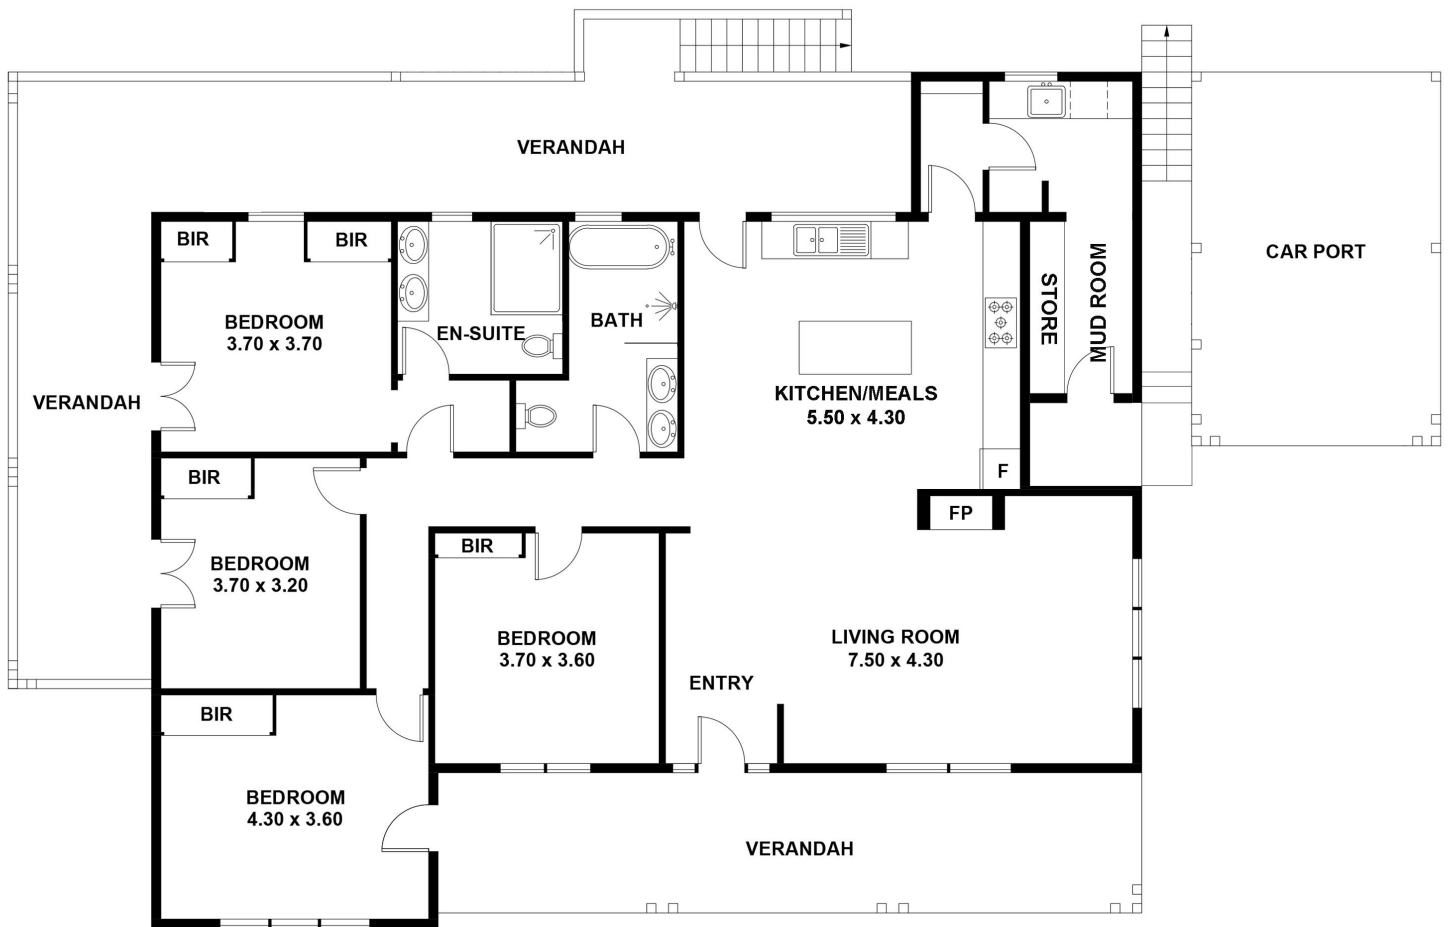 VERANDAH
BIR
BIR
BEDROOM
3.70 x 3.70
EN-SUITE
BATH
KITCHEN/MEALS
5.50 x 4.30
STORE
MUD ROOM
CAR PORT
VERANDAH
F
FP
BIR
BEDROOM
3.70 x 3.20
BIR
BEDROOM
3.70 x 3.60
LIVING ROOM
7.50 x 4.30
ENTRY
BIR
BEDROOM
4.30 x 3.60
VERANDAH